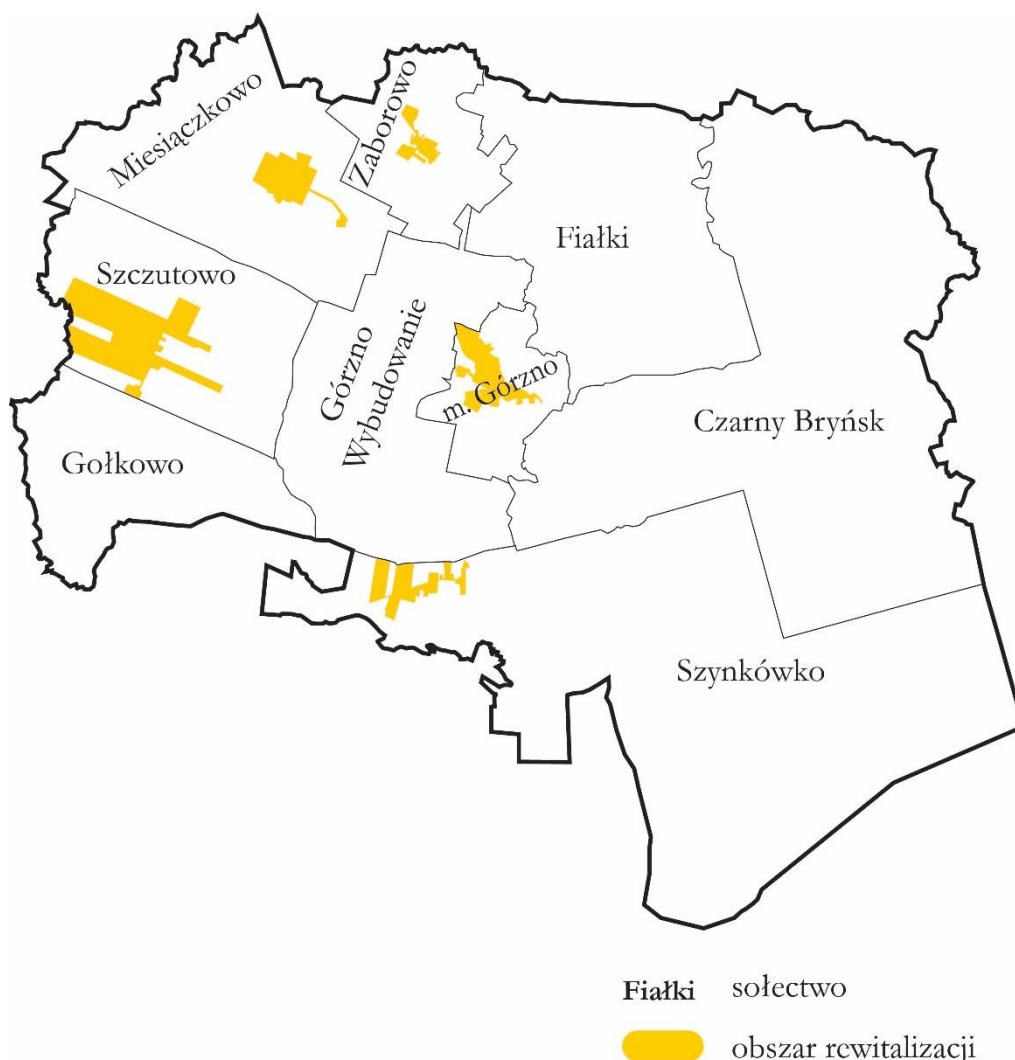 Miesiączkowo
Zaborowo
Fiałki
Szczutowo
Górzno
Wybudowanie
m. Górzno
Czarny Bryńsk
Gołkowo
Szynkówko
Fiałki sołectwo
obszar rewitalizacji